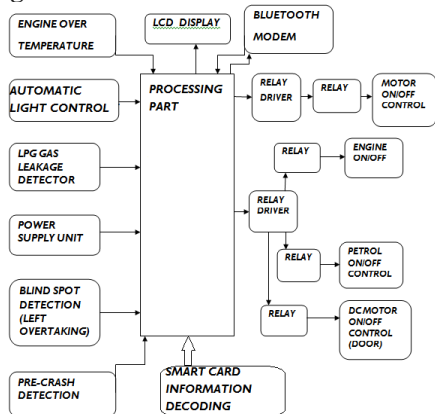 ENGINE OVER
TEMPERATURE
LCD DISPLAY
BLUETOOTH
MODEM
AUTOMATIC
LIGHT CONTROL
PROCESSING
PART
RELAY
DRIVER
RELAY
MOTOR
ON/OFF
CONTROL
LPG GAS
LEAKAGE
DETECTOR
RELAY
ENGINE
ON/OFF
POWER
SUPPLY UNIT
RELAY
DRIVER
RELAY
PETROL
ON/OFF
CONTROL
BLIND SPOT
DETECTION
(LEFT
OVERTAKING)
RELAY
DC MOTOR
ON/OFF
CONTROL
(DOOR)
PRE-CRASH
DETECTION
SMART CARD
INFORMATION
DECODING